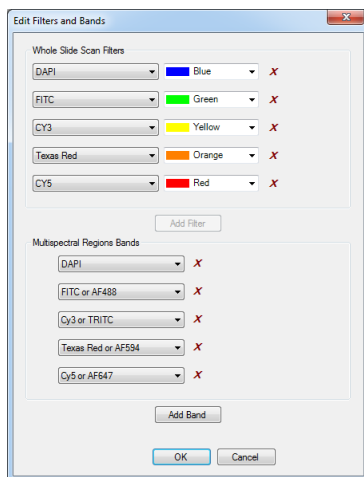 Edit Filters and Bands
Whole Slide Scan Filters
DAPI Blue X
FITC Green X
CY3 Yellow X
Texas Red Orange X
CY5 Red X
Add Filter
Multispectral Regions Bands
DAPI X
FITC or AF488 X
Cy3 or TRITC X
Texas Red or AF594 X
Cy5 or AF647 X
Add Band
OK Cancel